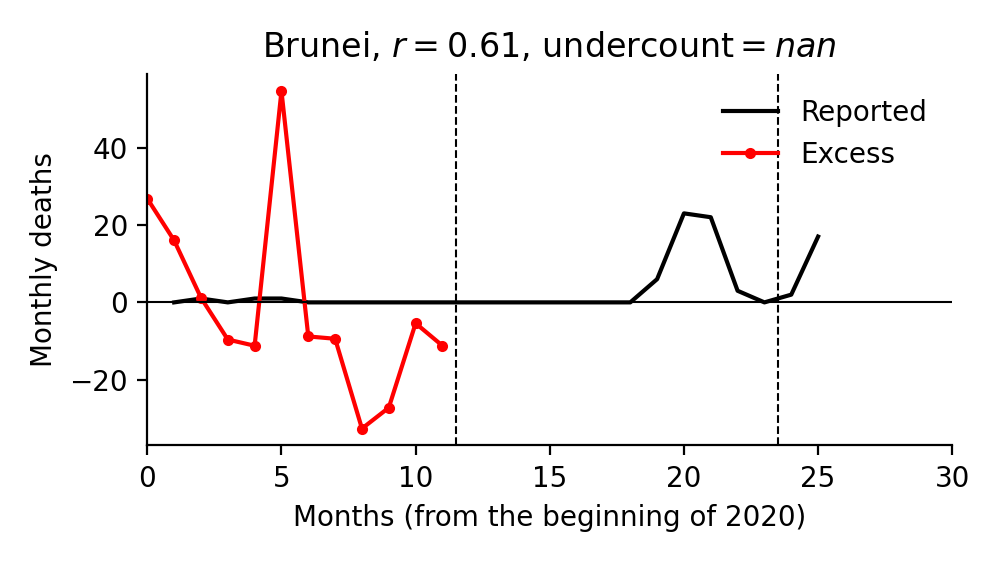 Brunei, r = 0.61, undercount = nan
Reported
Excess
Monthly deaths
40
20
0
−20
0 5 10 15 20 25 30
Months (from the beginning of 2020)